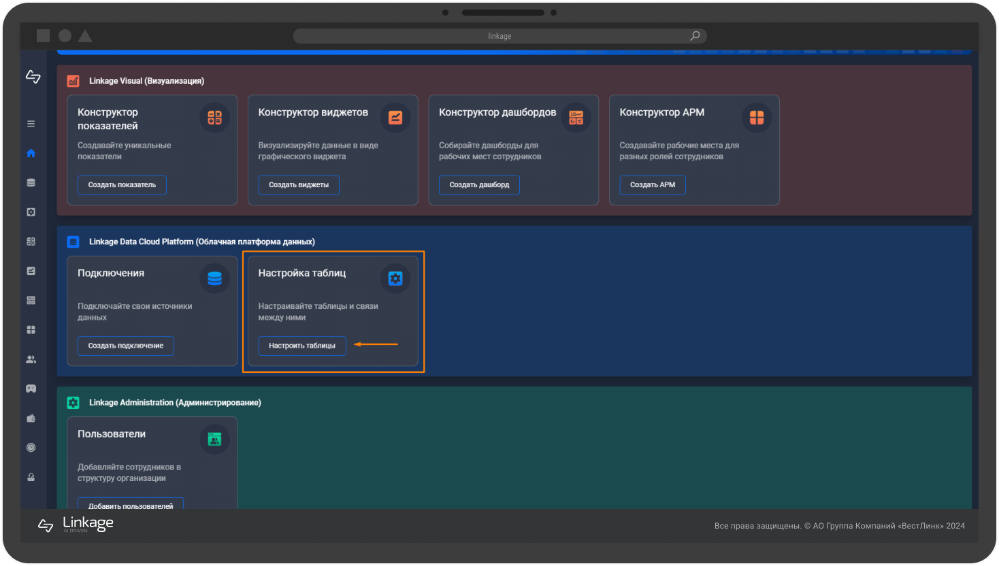 linkage
Linkage Visual (Визуализация)
Конструктор
показателей
Создавайте уникальные
показатели
Создать показатель
Конструктор виджетов
Визуализируйте данные в виде
графического виджета
Создать виджеты
Конструктор дашбордов
Собирайте дашборды для
рабочих мест сотрудников
Создать дашборд
Конструктор АРМ
Создавайте рабочие места для
разных ролей сотрудников
Создать АРМ
Linkage Data Cloud Platform (Облачная платформа данных)
Подключения
Подключайте свои источники
данных
Создать подключение
Настройка таблиц
Настраивайте таблицы и связи
между ними
Настроить таблицы
Linkage Administration (Администрирование)
Пользователи
Добавляйте сотрудников в
структуру организации
Добавить пользователей
Linkage
AI DRIVEN
Все права защищены. © АО Группа Компаний «ВестЛинк» 2024